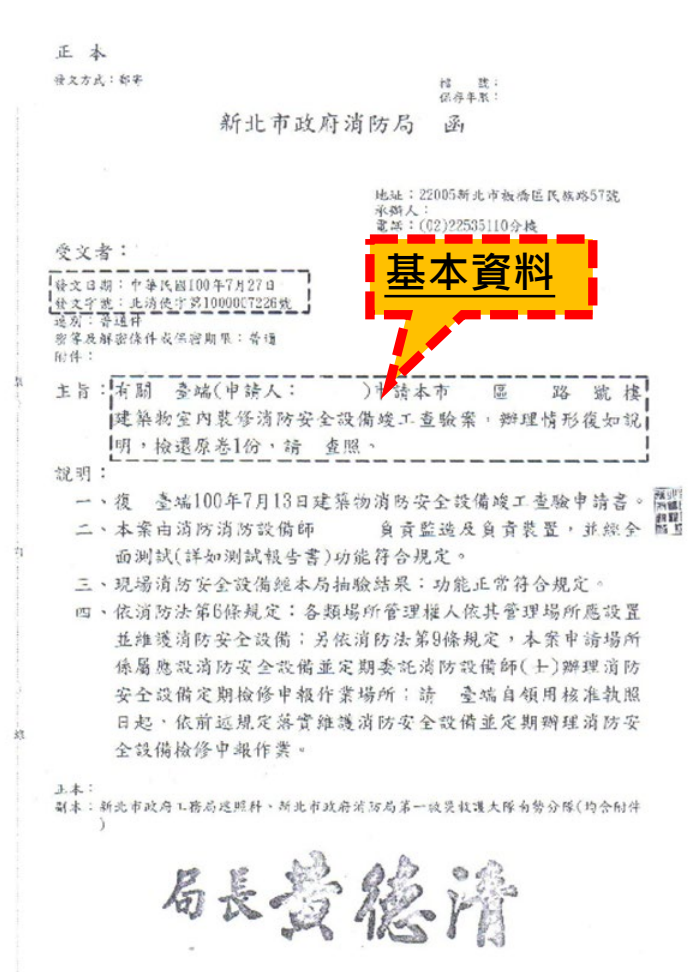 正 本
發文方式：郵寄
檔 號：
保存年限：
新北市政府消防局 函
地址：22005新北市板橋區民族路57號
承辦人：
電話：(02)22535110分機
受文者：
基本資料
發文日期：中華民國100年7月27日
發文字號：北消使字第1000007226號
速別：普通件
密等及解密條件或保密期限：普通
附件：
主旨：有關 臺端(申請人： )申請本市 區 路 號 樓
建築物室內裝修消防安全設備竣工查驗案，辦理情形復如說
明，檢還原卷1份，請 查照。
說明：
一、復 臺端100年7月13日建築物消防安全設備竣工查驗申請書。
二、本案由消防消防設備師 負責監造及負責裝置，並經全
面測試(詳如測試報告書)功能符合規定。
三、現場消防安全設備經本局抽驗結果：功能正常符合規定。
四、依消防法第6條規定：各類場所管理權人依其管理場所應設置
並維護消防安全設備；另依消防法第9條規定，本案申請場所
係屬應設消防安全設備並定期委託消防設備師(士)辦理消防
安全設備定期檢修申報作業場所；請 臺端自領用核准執照
日起，依前述規定落實維護消防安全設備並定期辦理消防安
全設備檢修申報作業。
正本：
副本：新北市政府工務局建照科、新北市政府消防局第一救災救護大隊 分隊(均含附件
)
局長黃德清